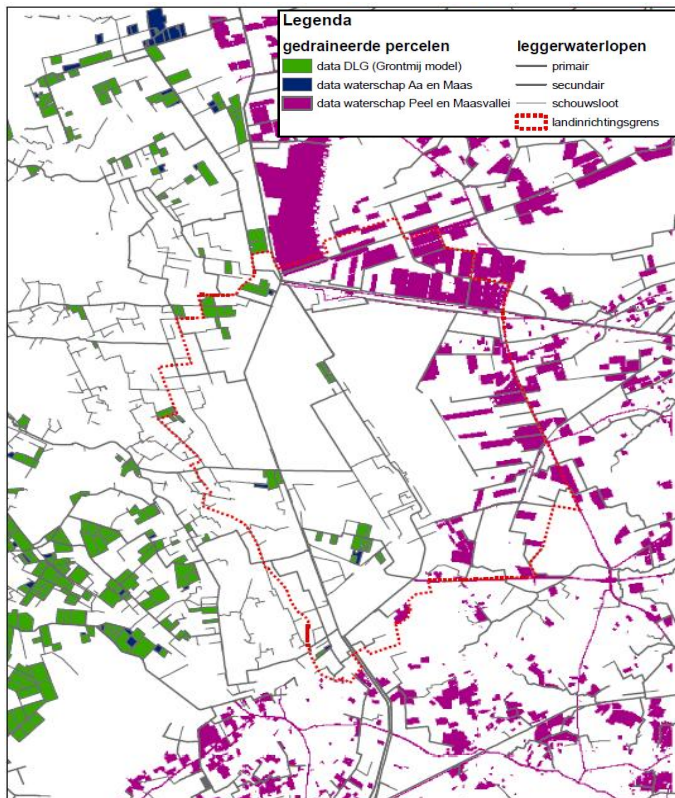 Legenda
gedraineerde percelen
data DLG (Grontmij model)
data waterschap Aa en Maas
data waterschap Peel en Maasvallei
leggerwaterlopen
primair
secundair
schouwsloot
landinrichtingsgrens